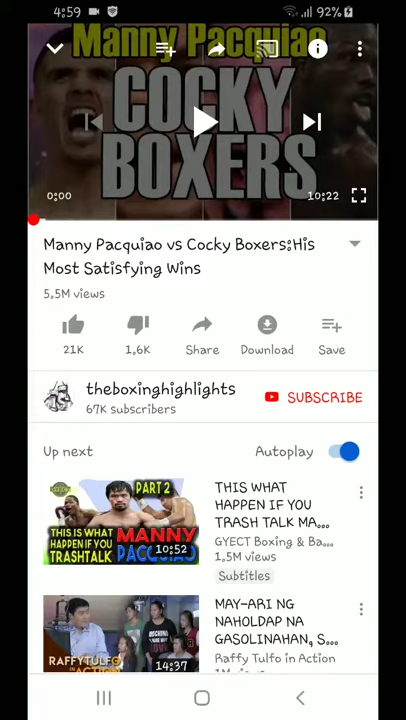 4:59
92%
Manny Pacquiao
COCKY
BOXERS
0:00
10:22
Manny Pacquiao vs Cocky Boxers:His
Most Satisfying Wins
5.5M views
21K
1.6K
Share
Download
Save
theboxinghighlights
67K subscribers
SUBSCRIBE
Up next
Autoplay
GYECT
PART 2
THIS IS WHAT
HAPPEN IF YOU
TRASHTALK
MANNY
PACQUIAO
10:52
THIS WHAT
HAPPEN IF YOU
TRASH TALK MA...
GYECT Boxing & Ba...
1.5M views
Subtitles
RAFFYTULFO
IN ACTION
14:37
MAY-ARI NG
NAHOLDAP NA
GASOLINAHAN, S...
Raffy Tulfo in Action